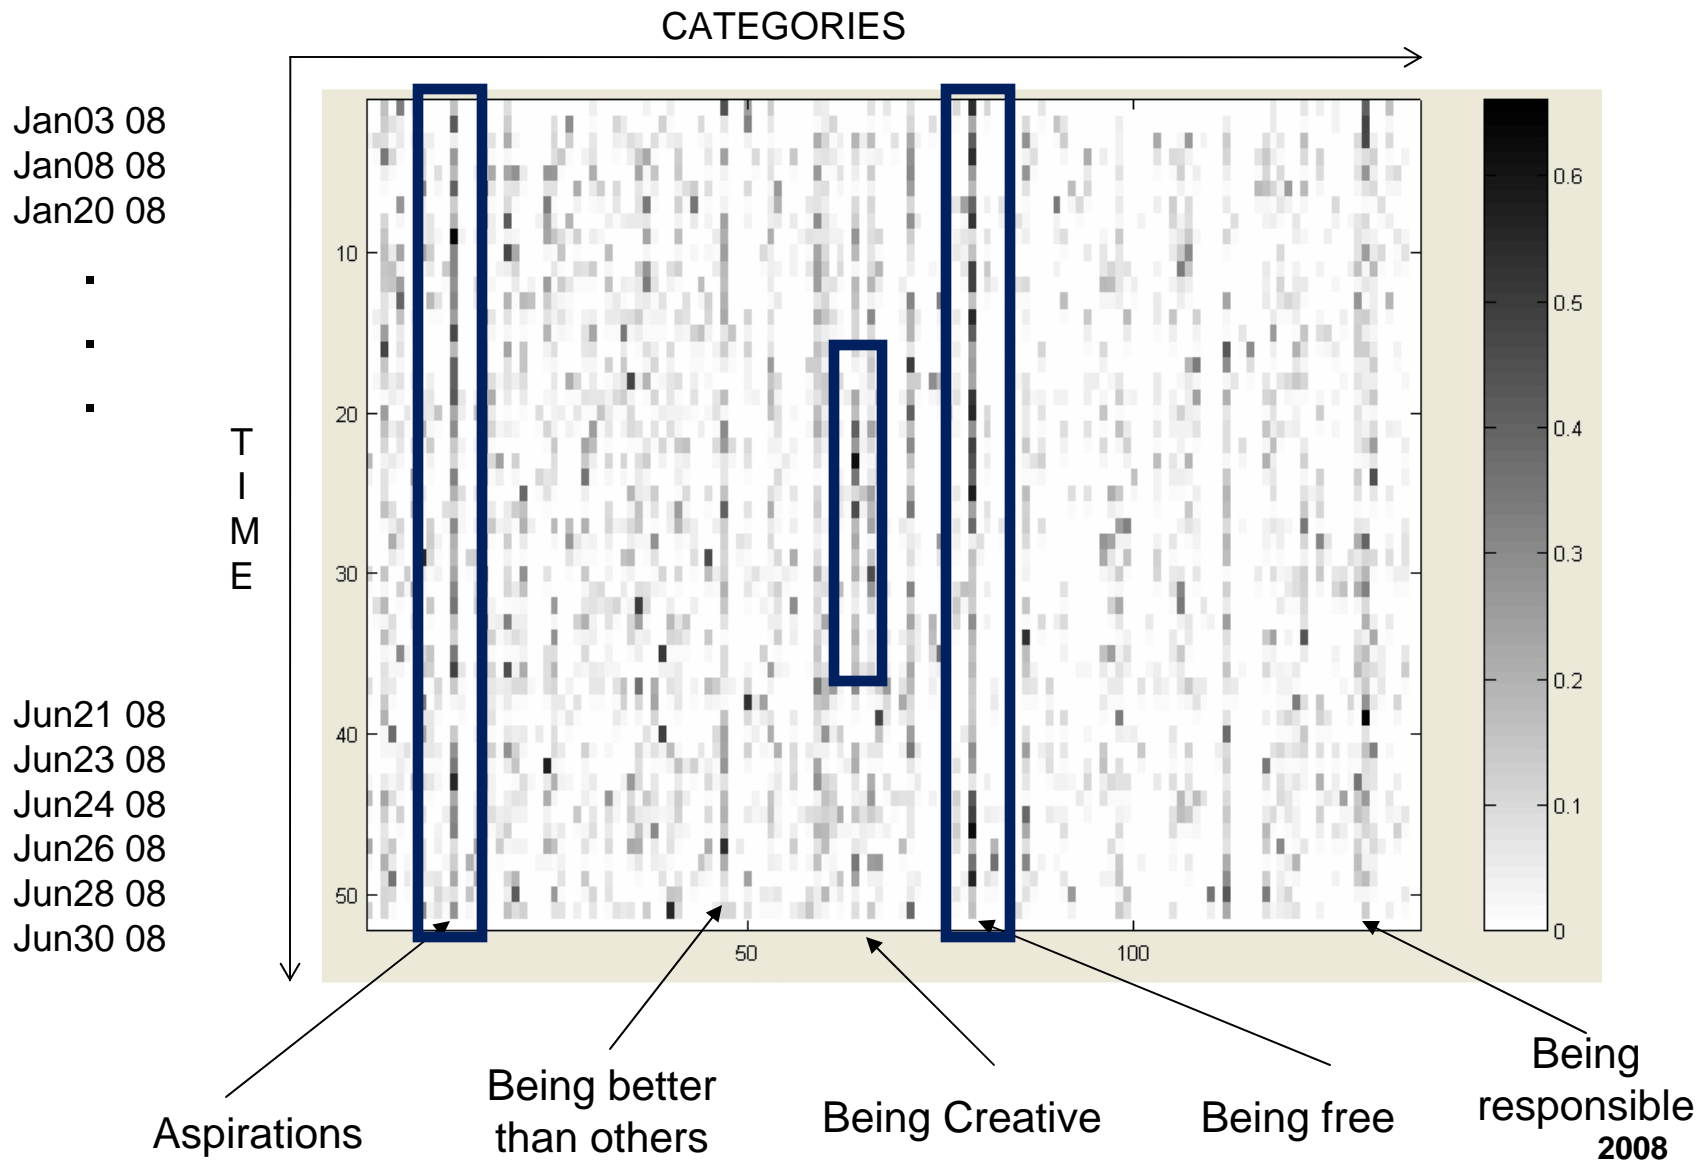 CATEGORIES
Jan03 08
Jan08 08
Jan20 08
T
I
M
E
Jun21 08
Jun23 08
Jun24 08
Jun26 08
Jun28 08
Jun30 08
10
20
30
40
50
50
100
0.6
0.5
0.4
0.3
0.2
0.1
0
Aspirations
Being better
than others
Being Creative
Being free
Being
responsible
2008